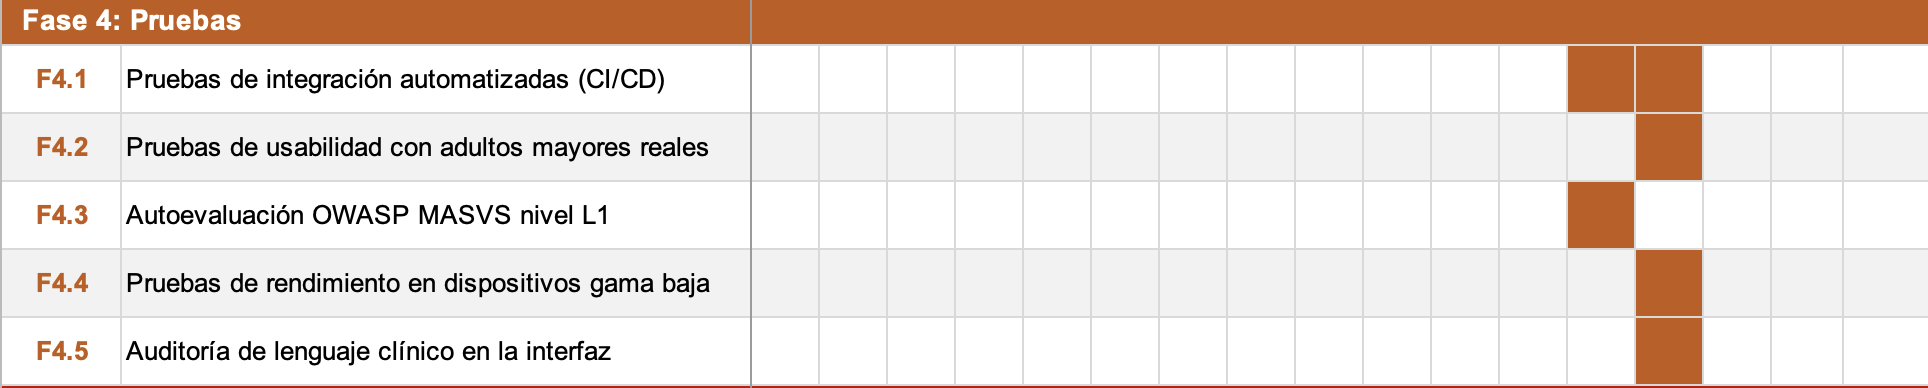 Fase 4: Pruebas
F4.1 Pruebas de integración automatizadas (CI/CD)
F4.2 Pruebas de usabilidad con adultos mayores reales
F4.3 Autoevaluación OWASP MASVS nivel L1
F4.4 Pruebas de rendimiento en dispositivos gama baja
F4.5 Auditoría de lenguaje clínico en la interfaz